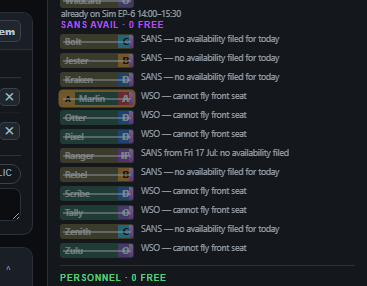 Wildcard
already on Sim EP-6 14:00–15:30
em
SANS AVAIL · 0 FREE
Bolt C SANS — no availability filed for today
Jester B SANS — no availability filed for today
Kraken D SANS — no availability filed for today
A Marlin A WSO — cannot fly front seat
Otter D WSO — cannot fly front seat
Pixel D WSO — cannot fly front seat
Ranger IP SANS from Fri 17 Jul: no availability filed
Rebel B SANS — no availability filed for today
LIC
Scribe D WSO — cannot fly front seat
Tally O WSO — cannot fly front seat
Zenith C SANS — no availability filed for today
Zulu O WSO — cannot fly front seat
PERSONNEL · 0 FREE